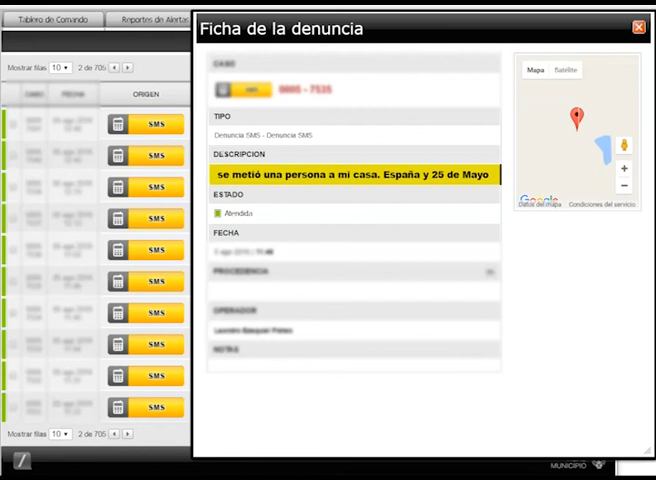 Tablero de Comando
Reportes de Alertas
Mostrar filas 10 2 de 705
ORIGEN
SMS
SMS
SMS
SMS
SMS
SMS
SMS
SMS
SMS
SMS
Mostrar filas 10 2 de 705
Ficha de la denuncia
CASO
0005 - 7535
TIPO
Denuncia SMS - Denuncia SMS
DESCRIPCION
se metió una persona a mi casa. España y 25 de Mayo
ESTADO
Atendida
FECHA
PROCEDENCIA
OPERADOR
NOTAS
Mapa Satélite
Google
Datos del mapa Condiciones del servicio
MUNICIPIO